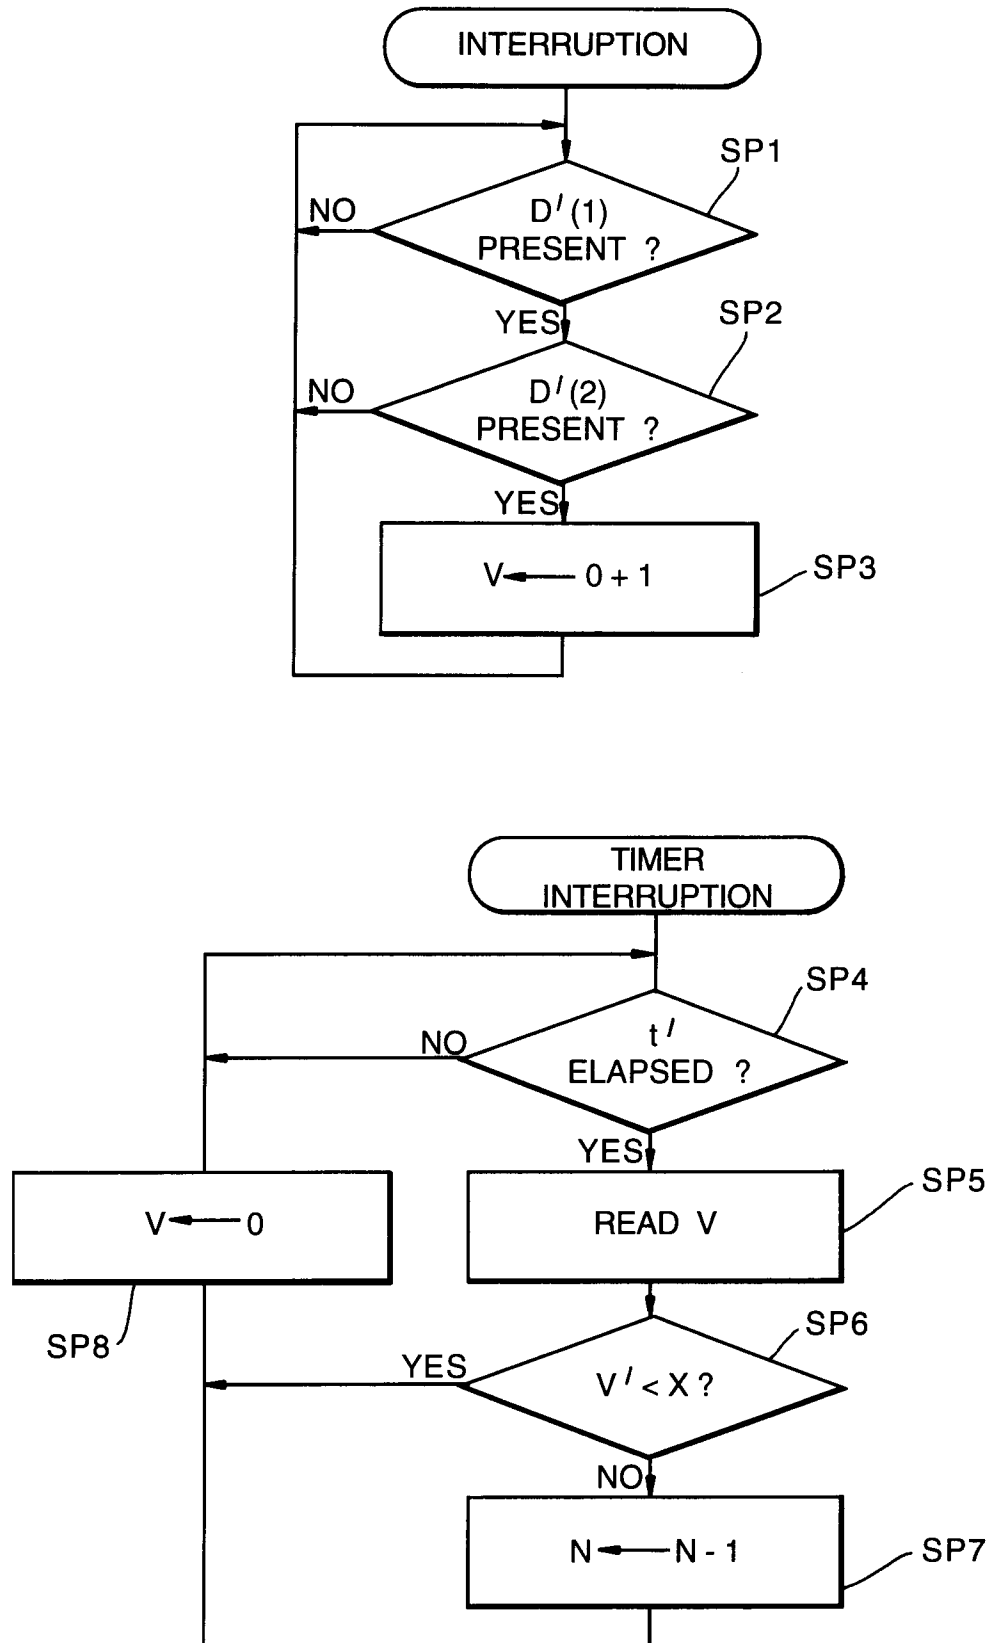 INTERRUPTION
SP1
D′(1)
PRESENT ?
NO
YES
SP2
D′(2)
PRESENT ?
NO
YES
V ← 0 + 1
SP3
TIMER
INTERRUPTION
SP4
t′
ELAPSED ?
NO
YES
SP5
READ V
V ← 0
SP8
SP6
V′ < X ?
YES
NO
N ← N - 1
SP7